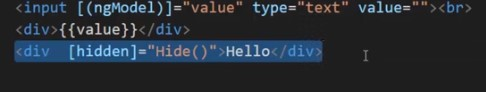 <input [(ngModel)]="value" type="text" value=""><br>
<div>{{value}}</div>
<div  [hidden]="Hide()">Hello</div>